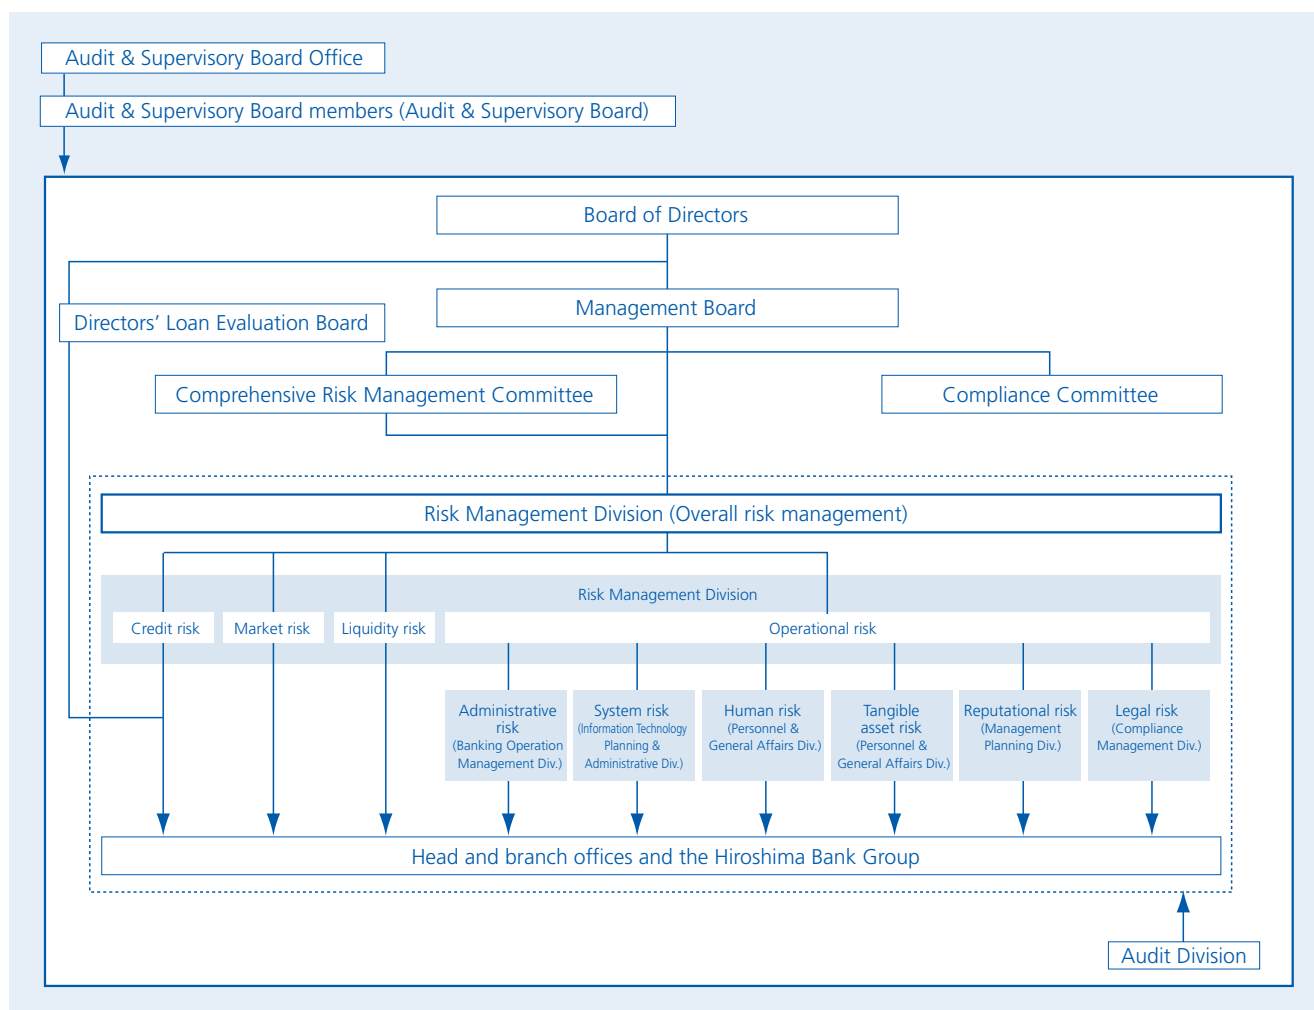 Audit & Supervisory Board Office
Audit & Supervisory Board members (Audit & Supervisory Board)
Board of Directors
Management Board
Directors’ Loan Evaluation Board
Comprehensive Risk Management Committee
Compliance Committee
Risk Management Division (Overall risk management)
Risk Management Division
Credit risk
Market risk
Liquidity risk
Operational risk
Administrative
risk
(Banking Operation
Management Div.)
System risk
(Information Technology
Planning &
Administrative Div.)
Human risk
(Personnel &
General Affairs Div.)
Tangible
asset risk
(Personnel &
General Affairs Div.)
Reputational risk
(Management
Planning Div.)
Legal risk
(Compliance
Management Div.)
Head and branch offices and the Hiroshima Bank Group
Audit Division